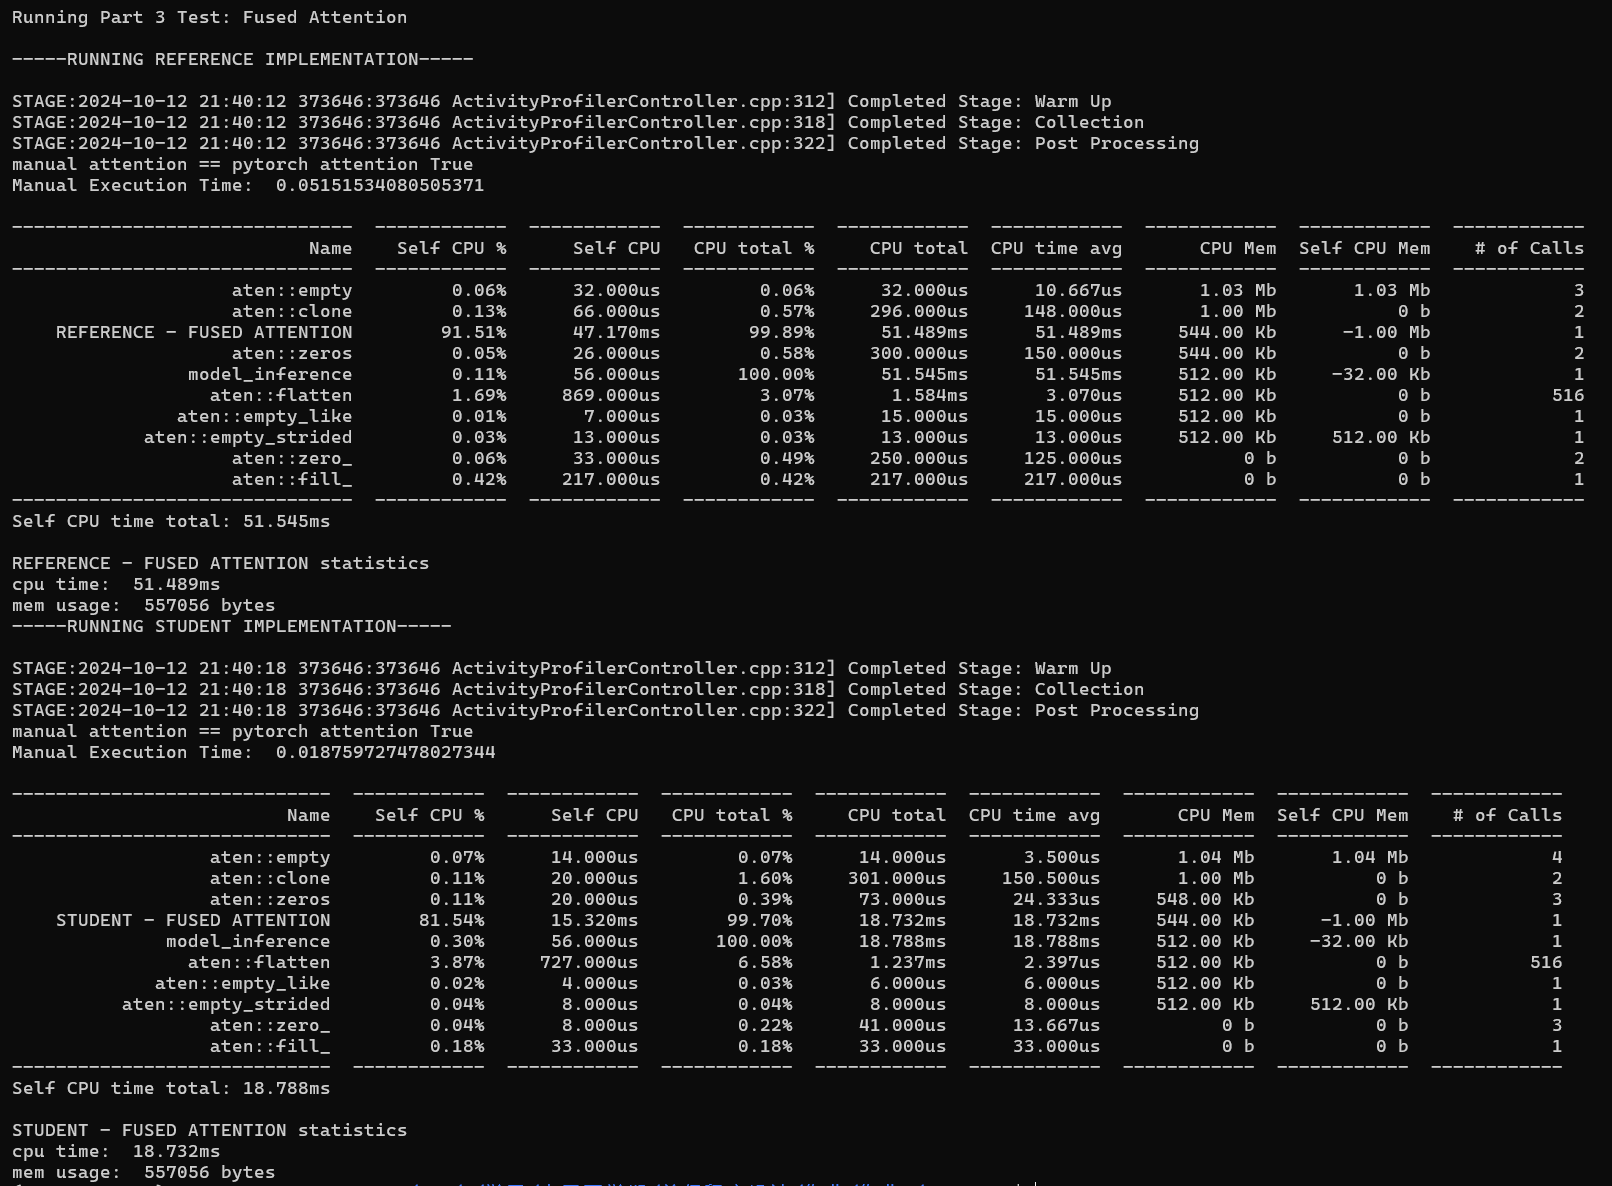 Running Part 3 Test: Fused Attention
-----RUNNING REFERENCE IMPLEMENTATION-----
STAGE:2024-10-12 21:40:12 373646:373646 ActivityProfilerController.cpp:312] Completed Stage: Warm Up
STAGE:2024-10-12 21:40:12 373646:373646 ActivityProfilerController.cpp:318] Completed Stage: Collection
STAGE:2024-10-12 21:40:12 373646:373646 ActivityProfilerController.cpp:322] Completed Stage: Post Processing
manual attention == pytorch attention True
Manual Execution Time:  0.05151534080505371
-------------------------------  ------------  ------------  ------------  ------------  ------------  ------------  ------------  ------------
Name    Self CPU %      Self CPU   CPU total %     CPU total  CPU time avg       CPU Mem  Self CPU Mem    # of Calls
-------------------------------  ------------  ------------  ------------  ------------  ------------  ------------  ------------  ------------
aten::empty         0.06%      32.000us         0.06%      32.000us      10.667us       1.03 Mb       1.03 Mb             3
aten::clone         0.13%      66.000us         0.57%     296.000us     148.000us       1.00 Mb           0 b             2
REFERENCE - FUSED ATTENTION        91.51%      47.170ms        99.89%      51.489ms      51.489ms     544.00 Kb      -1.00 Mb             1
aten::zeros         0.05%      26.000us         0.58%     300.000us     150.000us     544.00 Kb           0 b             2
model_inference         0.11%      56.000us       100.00%      51.545ms      51.545ms     512.00 Kb     -32.00 Kb             1
aten::flatten         1.69%     869.000us         3.07%       1.584ms       3.070us     512.00 Kb           0 b           516
aten::empty_like         0.01%       7.000us         0.03%      15.000us      15.000us     512.00 Kb           0 b             1
aten::empty_strided         0.03%      13.000us         0.03%      13.000us      13.000us     512.00 Kb     512.00 Kb             1
aten::zero_         0.06%      33.000us         0.49%     250.000us     125.000us           0 b           0 b             2
aten::fill_         0.42%     217.000us         0.42%     217.000us     217.000us           0 b           0 b             1
-------------------------------  ------------  ------------  ------------  ------------  ------------  ------------  ------------  ------------
Self CPU time total: 51.545ms
REFERENCE - FUSED ATTENTION statistics
cpu time:  51.489ms
mem usage:  557056 bytes
-----RUNNING STUDENT IMPLEMENTATION-----
STAGE:2024-10-12 21:40:18 373646:373646 ActivityProfilerController.cpp:312] Completed Stage: Warm Up
STAGE:2024-10-12 21:40:18 373646:373646 ActivityProfilerController.cpp:318] Completed Stage: Collection
STAGE:2024-10-12 21:40:18 373646:373646 ActivityProfilerController.cpp:322] Completed Stage: Post Processing
manual attention == pytorch attention True
Manual Execution Time:  0.018759727478027344
-----------------------------  ------------  ------------  ------------  ------------  ------------  ------------  ------------  ------------
Name    Self CPU %      Self CPU   CPU total %     CPU total  CPU time avg       CPU Mem  Self CPU Mem    # of Calls
-----------------------------  ------------  ------------  ------------  ------------  ------------  ------------  ------------  ------------
aten::empty         0.07%      14.000us         0.07%      14.000us       3.500us       1.04 Mb       1.04 Mb             4
aten::clone         0.11%      20.000us         1.60%     301.000us     150.500us       1.00 Mb           0 b             2
aten::zeros         0.11%      20.000us         0.39%      73.000us      24.333us     548.00 Kb           0 b             3
STUDENT - FUSED ATTENTION        81.54%      15.320ms        99.70%      18.732ms      18.732ms     544.00 Kb      -1.00 Mb             1
model_inference         0.30%      56.000us       100.00%      18.788ms      18.788ms     512.00 Kb     -32.00 Kb             1
aten::flatten         3.87%     727.000us         6.58%       1.237ms       2.397us     512.00 Kb           0 b           516
aten::empty_like         0.02%       4.000us         0.03%       6.000us       6.000us     512.00 Kb           0 b             1
aten::empty_strided         0.04%       8.000us         0.04%       8.000us       8.000us     512.00 Kb     512.00 Kb             1
aten::zero_         0.04%       8.000us         0.22%      41.000us      13.667us           0 b           0 b             3
aten::fill_         0.18%      33.000us         0.18%      33.000us      33.000us           0 b           0 b             1
-----------------------------  ------------  ------------  ------------  ------------  ------------  ------------  ------------  ------------
Self CPU time total: 18.788ms
STUDENT - FUSED ATTENTION statistics
cpu time:  18.732ms
mem usage:  557056 bytes